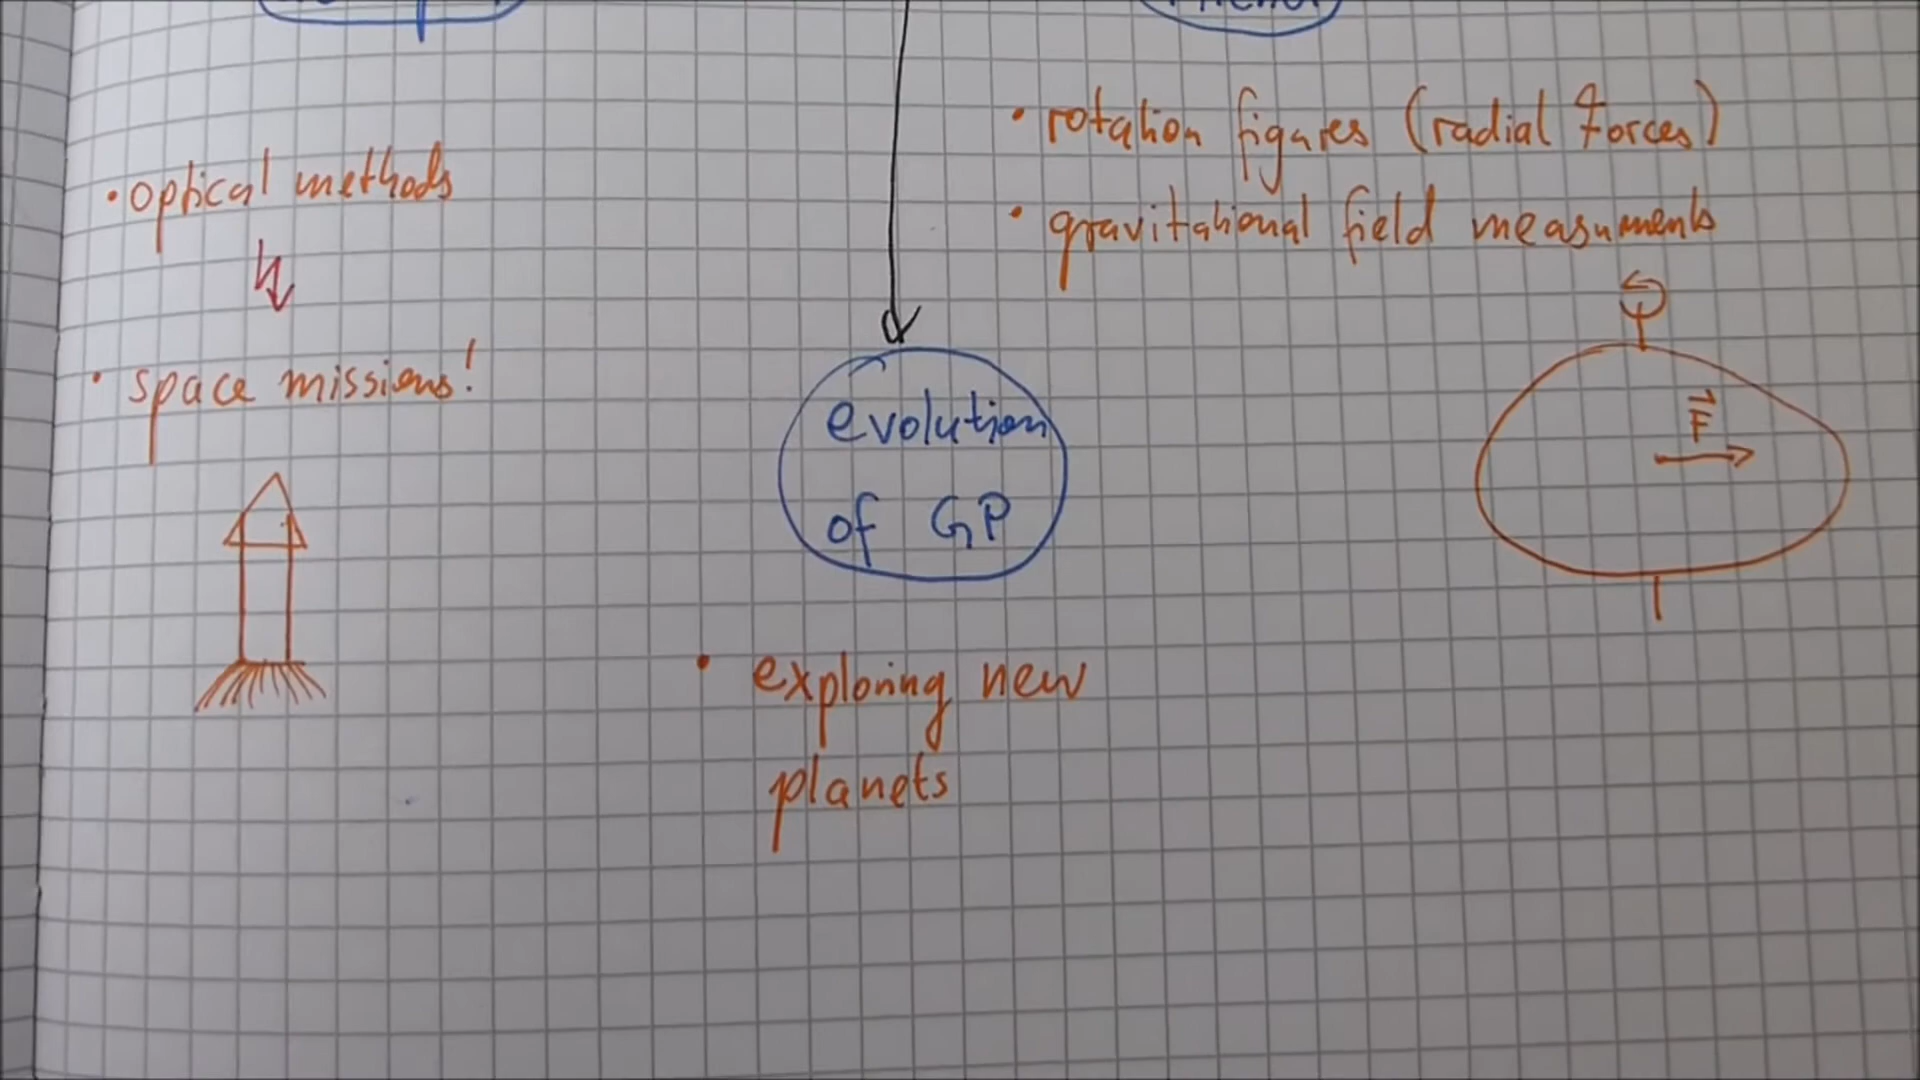 • optical methods
• space missions!
• rotation figures (radial forces)
• gravitational field measuments
F
evolution
of GP
• exploring new
planets